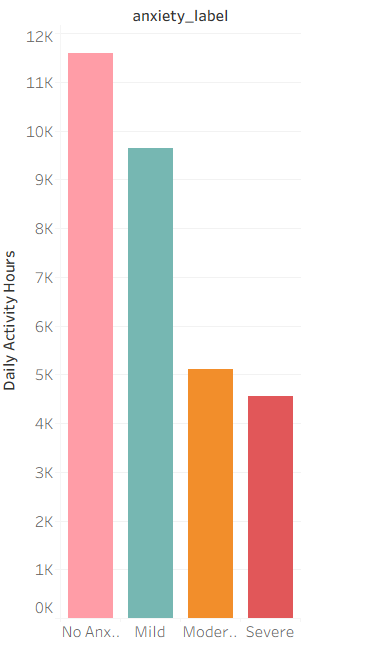 anxiety_label
12K
11K
10K
9K
8K
7K
6K
5K
4K
3K
2K
1K
0K
Daily Activity Hours
No Anx.. Mild Moder.. Severe